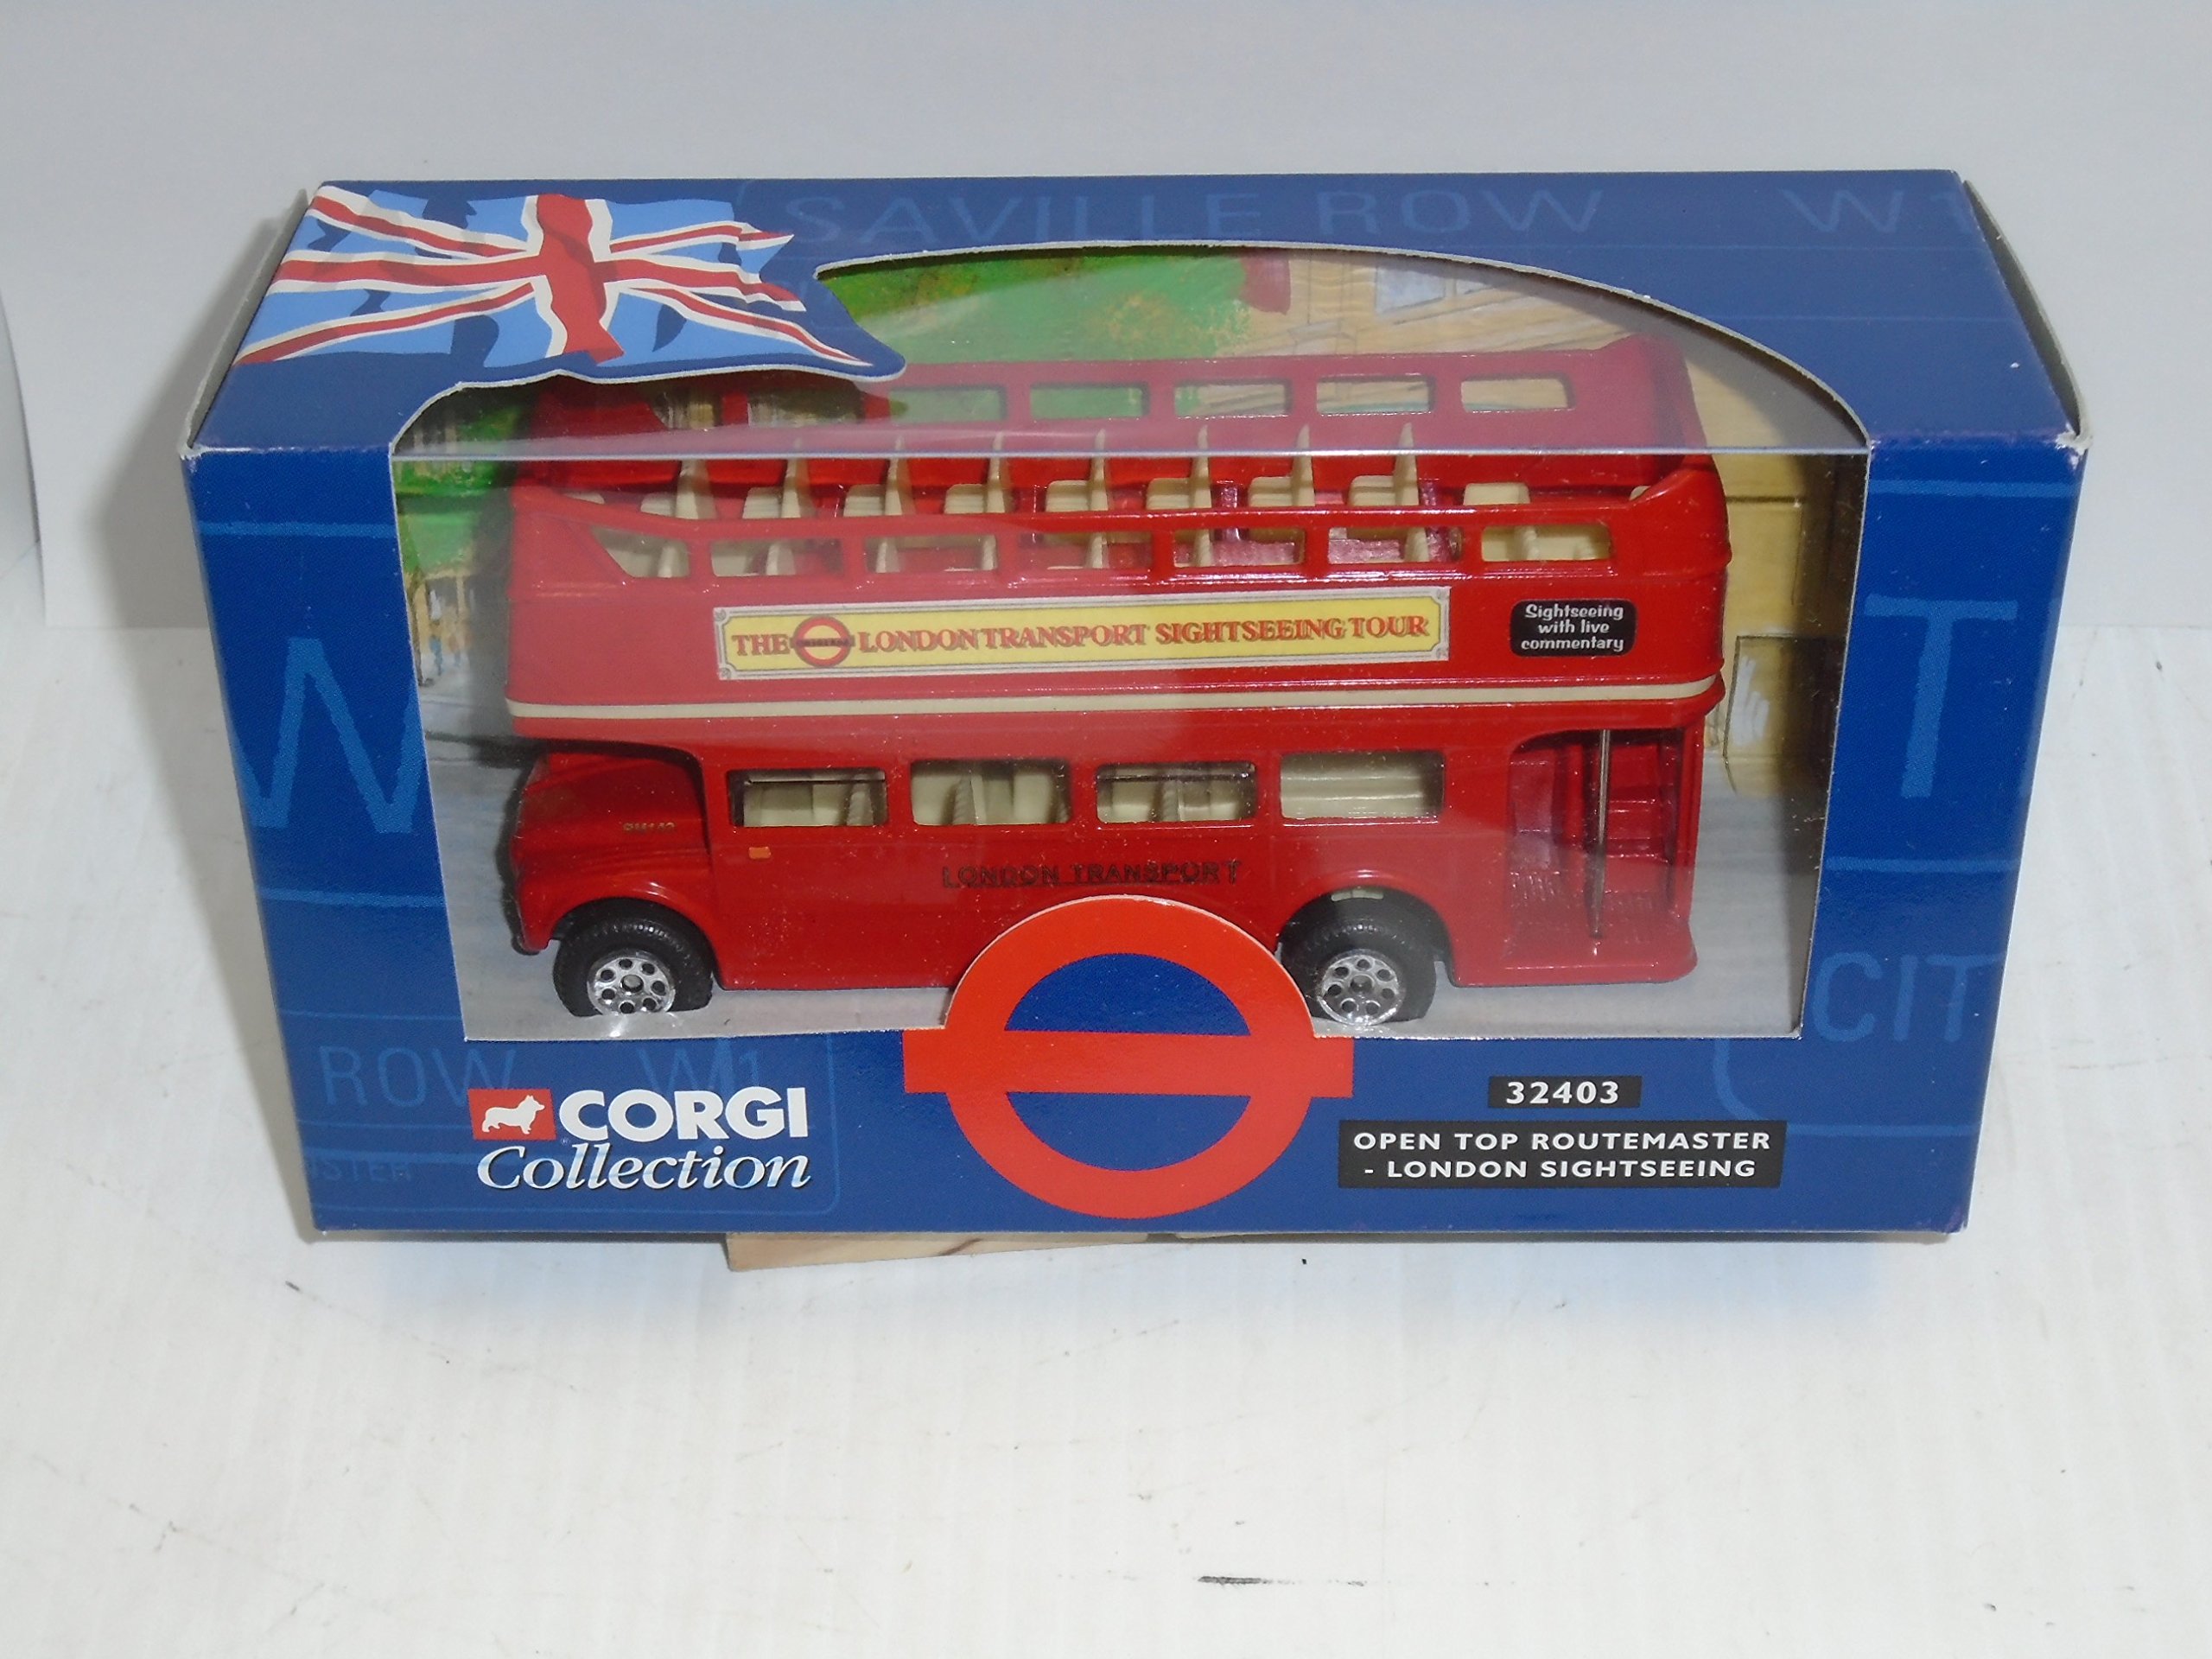 SAVILLE ROW W1
THE LONDON TRANSPORT SIGHTSEEING TOUR
Sightseeing
with live
commentary
W
T
LONDON TRANSPORT
CIT
ROW W1
CORGI
Collection
32403
OPEN TOP ROUTEMASTER
- LONDON SIGHTSEEING